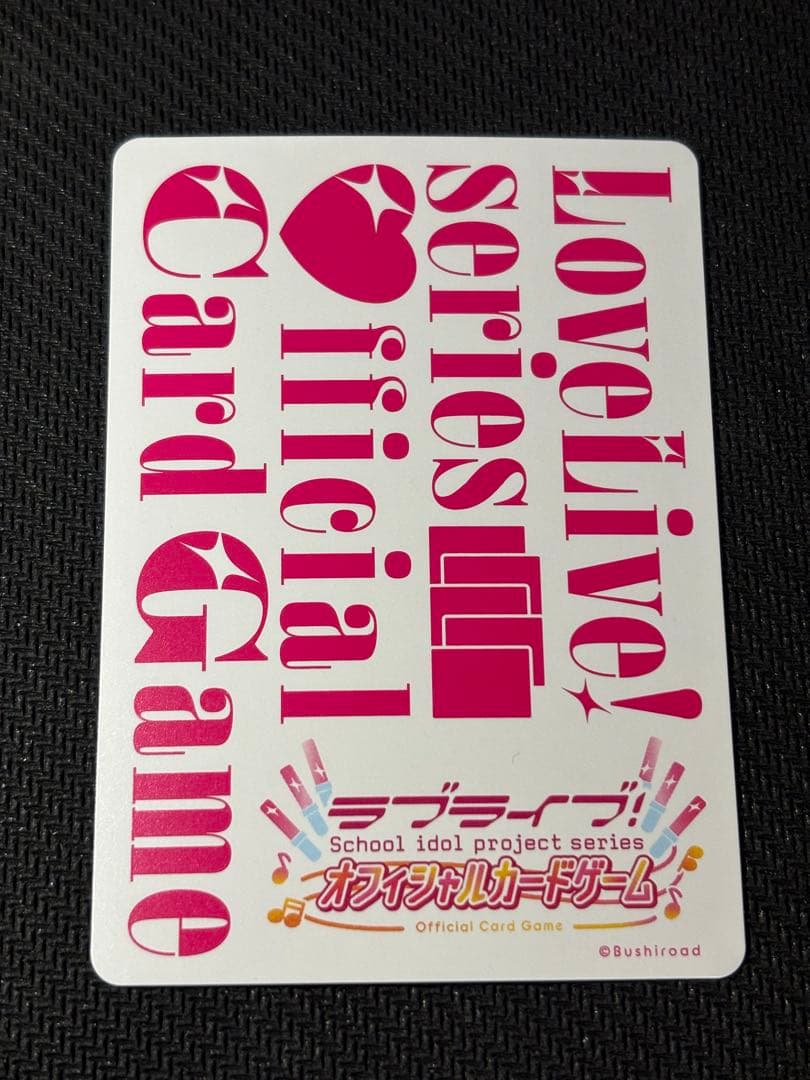 LoveLive!
series
fficial
Card Game
ラブライブ!
School idol project series
オフィシャルカードゲーム
Official Card Game
©Bushiroad